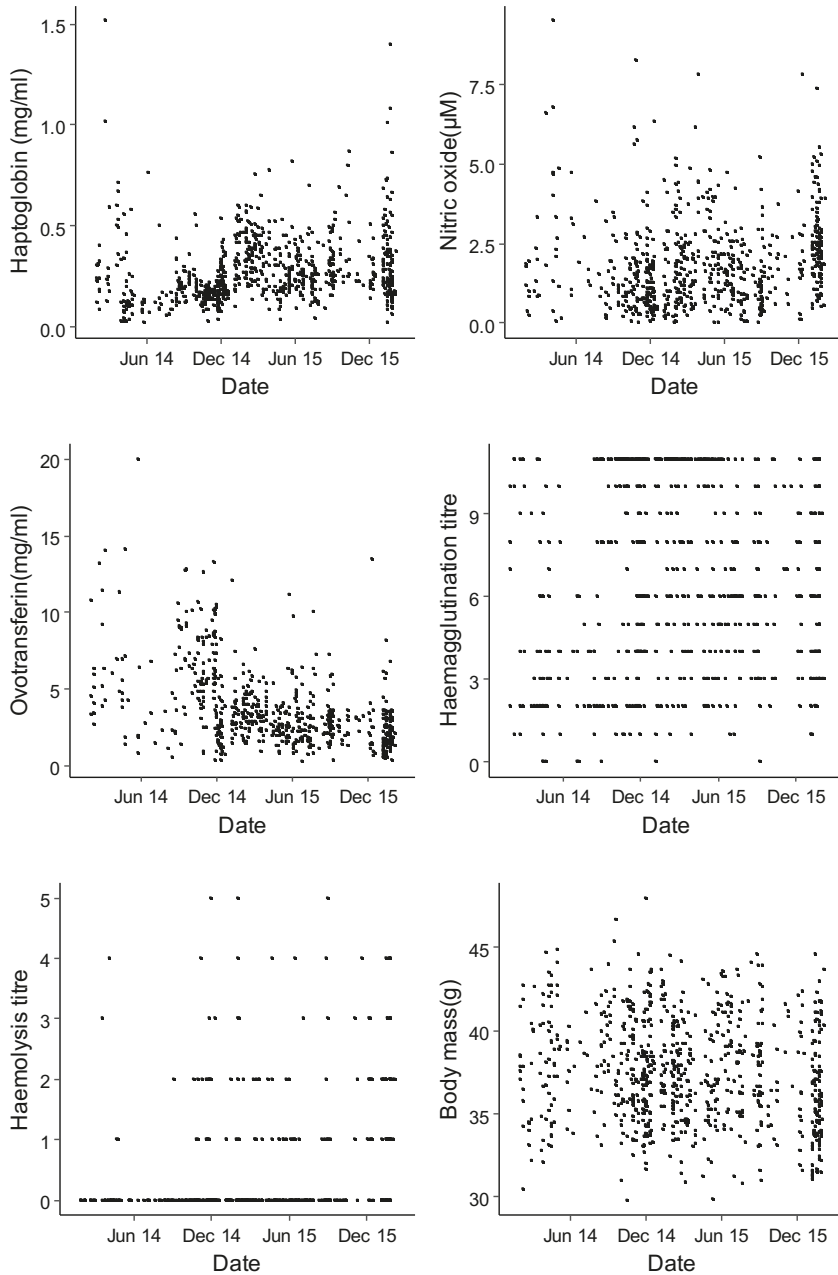 Haptoglobin (mg/ml)
1.5
1.0
0.5
0.0
Jun 14 Dec 14 Jun 15 Dec 15
Date
Nitric oxide(µM)
7.5
5.0
2.5
0.0
Jun 14 Dec 14 Jun 15 Dec 15
Date
Ovotransferin(mg/ml)
20
15
10
5
0
Jun 14 Dec 14 Jun 15 Dec 15
Date
Haemagglutination titre
9
6
3
0
Jun 14 Dec 14 Jun 15 Dec 15
Date
Haemolysis titre
5
4
3
2
1
0
Jun 14 Dec 14 Jun 15 Dec 15
Date
Body mass(g)
45
40
35
30
Jun 14 Dec 14 Jun 15 Dec 15
Date